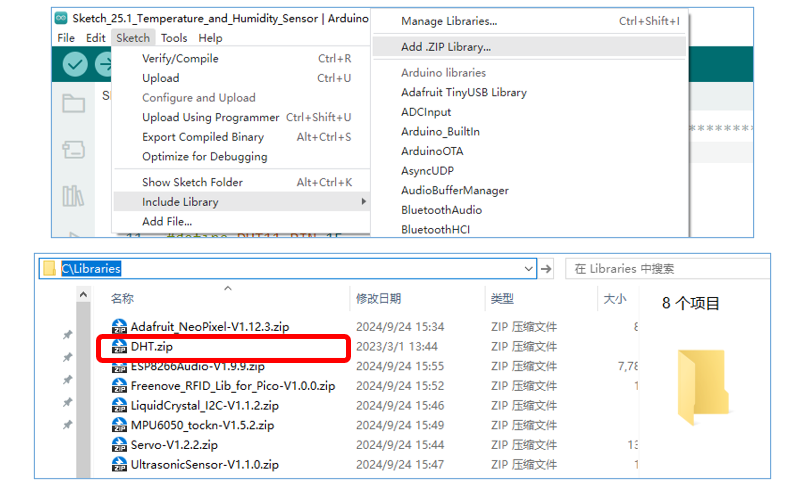 Sketch_25.1_Temperature_and_Humidity_Sensor | Arduino
File Edit Sketch Tools Help
Verify/Compile Ctrl+R
Upload Ctrl+U
Configure and Upload
Upload Using Programmer Ctrl+Shift+U
Export Compiled Binary Alt+Ctrl+S
Optimize for Debugging
Show Sketch Folder Alt+Ctrl+K
Include Library
Add File...
Manage Libraries... Ctrl+Shift+I
Add .ZIP Library...
Arduino libraries
Adafruit TinyUSB Library
ADCInput
Arduino_BuiltIn
ArduinoOTA
AsyncUDP
AudioBufferManager
BluetoothAudio
BluetoothHCI
C\Libraries
在 Libraries 中搜索
名称 修改日期 类型 大小
Adafruit_NeoPixel-V1.12.3.zip 2024/9/24 15:34 ZIP 压缩文件
DHT.zip 2023/3/1 13:44 ZIP 压缩文件
ESP8266Audio-V1.9.9.zip 2024/9/24 15:55 ZIP 压缩文件 7,78
Freenove_RFID_Lib_for_Pico-V1.0.0.zip 2024/9/24 15:52 ZIP 压缩文件
LiquidCrystal_I2C-V1.1.2.zip 2024/9/24 15:46 ZIP 压缩文件
MPU6050_tockn-V1.5.2.zip 2024/9/24 15:49 ZIP 压缩文件
Servo-V1.2.2.zip 2024/9/24 15:44 ZIP 压缩文件
UltrasonicSensor-V1.1.0.zip 2024/9/24 15:47 ZIP 压缩文件
8 个项目